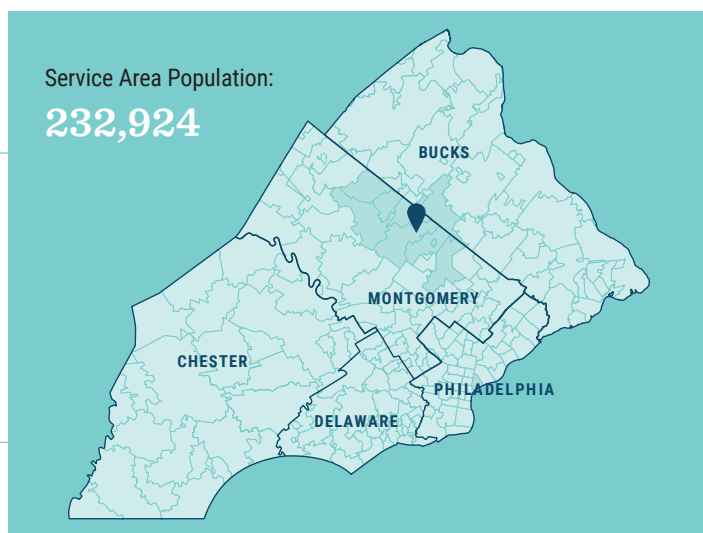 Service Area Population:
232,924
BUCKS
MONTGOMERY
CHESTER
PHILADELPHIA
DELAWARE